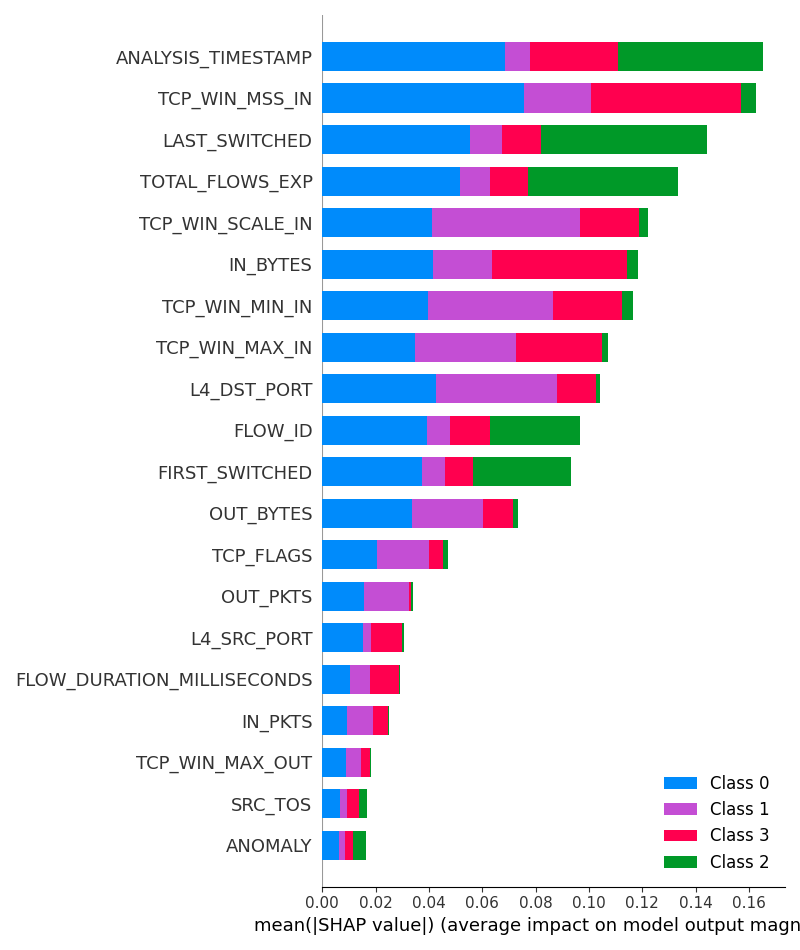 ANALYSIS_TIMESTAMP
TCP_WIN_MSS_IN
LAST_SWITCHED
TOTAL_FLOWS_EXP
TCP_WIN_SCALE_IN
IN_BYTES
TCP_WIN_MIN_IN
TCP_WIN_MAX_IN
L4_DST_PORT
FLOW_ID
FIRST_SWITCHED
OUT_BYTES
TCP_FLAGS
OUT_PKTS
L4_SRC_PORT
FLOW_DURATION_MILLISECONDS
IN_PKTS
TCP_WIN_MAX_OUT
SRC_TOS
ANOMALY
Class 0
Class 1
Class 3
Class 2
0.00 0.02 0.04 0.06 0.08 0.10 0.12 0.14 0.16
mean(|SHAP value|) (average impact on model output magn